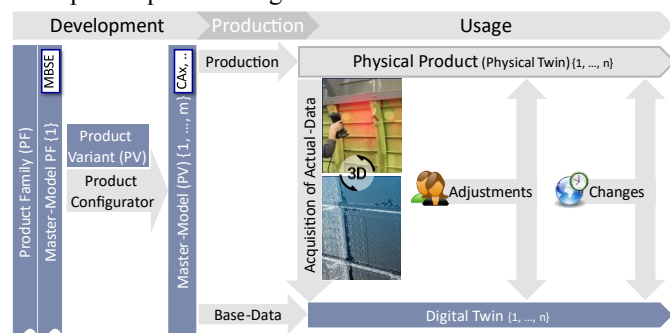 Development
Production
Usage
Product Family (PF)
Master-Model PF {1}
MBSE
Product
Variant (PV)
Product
Configurator
Master-Model (PV) {1, ..., m}
CAx, ..
Production
Physical Product (Physical Twin) {1, ..., n}
Acquisition of Actual-Data
3D
Adjustments
Changes
Base-Data
Digital Twin {1, ..., n}